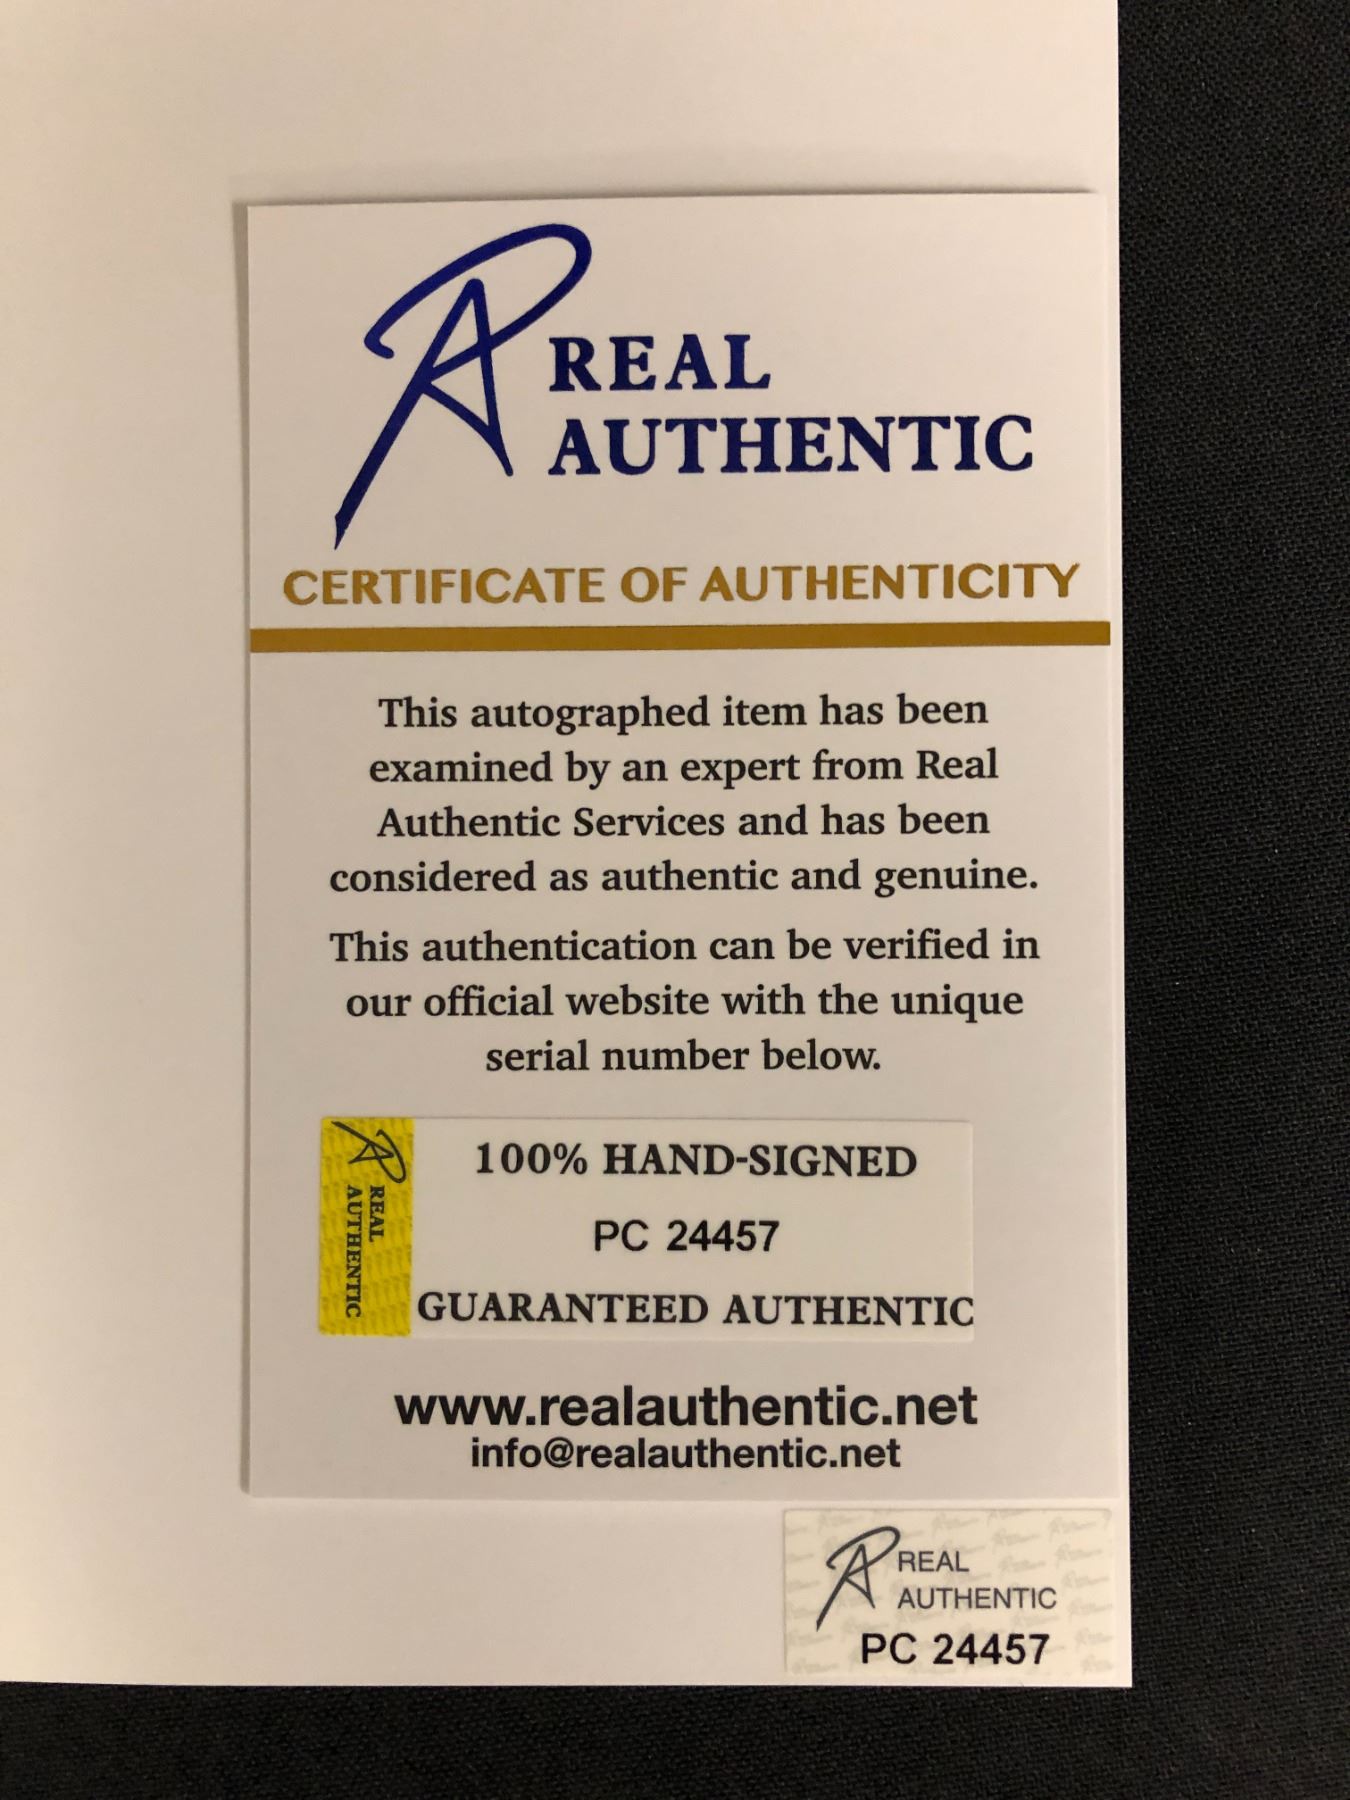 REAL
AUTHENTIC
CERTIFICATE OF AUTHENTICITY
This autographed item has been
examined by an expert from Real
Authentic Services and has been
considered as authentic and genuine.
This authentication can be verified in
our official website with the unique
serial number below.
REAL
AUTHENTIC
100% HAND-SIGNED
PC 24457
GUARANTEED AUTHENTIC
www.realauthentic.net
info@realauthentic.net
REAL
AUTHENTIC
PC 24457